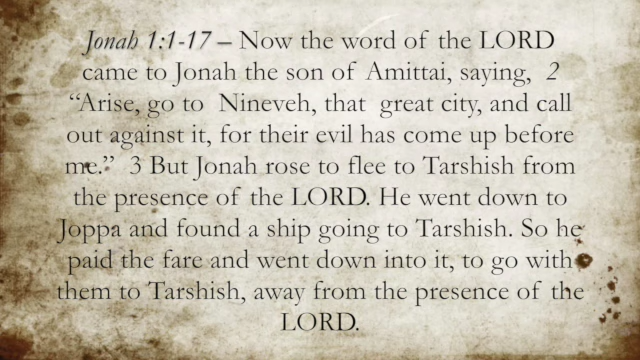 Jonah 1:1-17 – Now the word of the LORD
came to Jonah the son of Amittai, saying, 2
“Arise, go to Nineveh, that great city, and call
out against it, for their evil has come up before
me.” 3 But Jonah rose to flee to Tarshish from
the presence of the LORD. He went down to
Joppa and found a ship going to Tarshish. So he
paid the fare and went down into it, to go with
them to Tarshish, away from the presence of the
LORD.